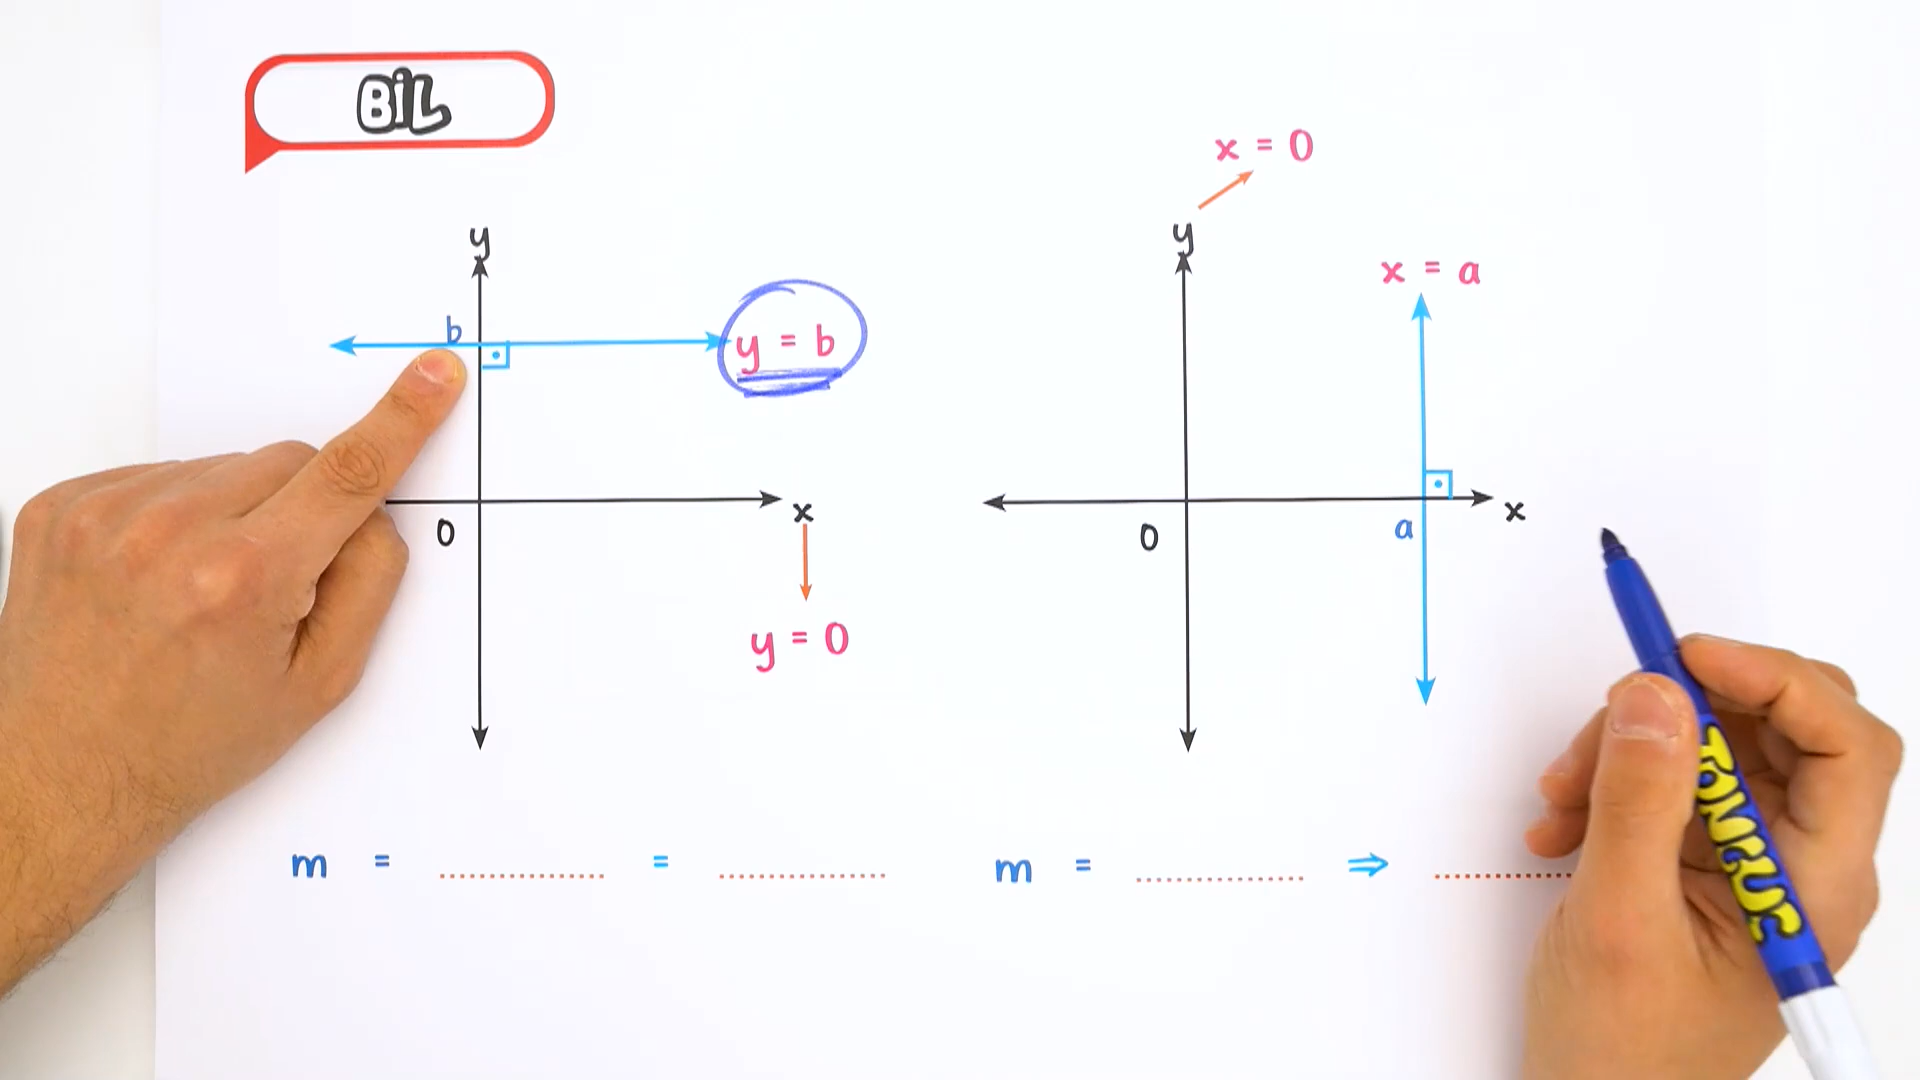 BiL
y
b
y = b
0
x
y = 0
m = .............. = ..............
x = 0
y
x = a
0
a
x
m = .............. ⇒ ............
TONGUÇ